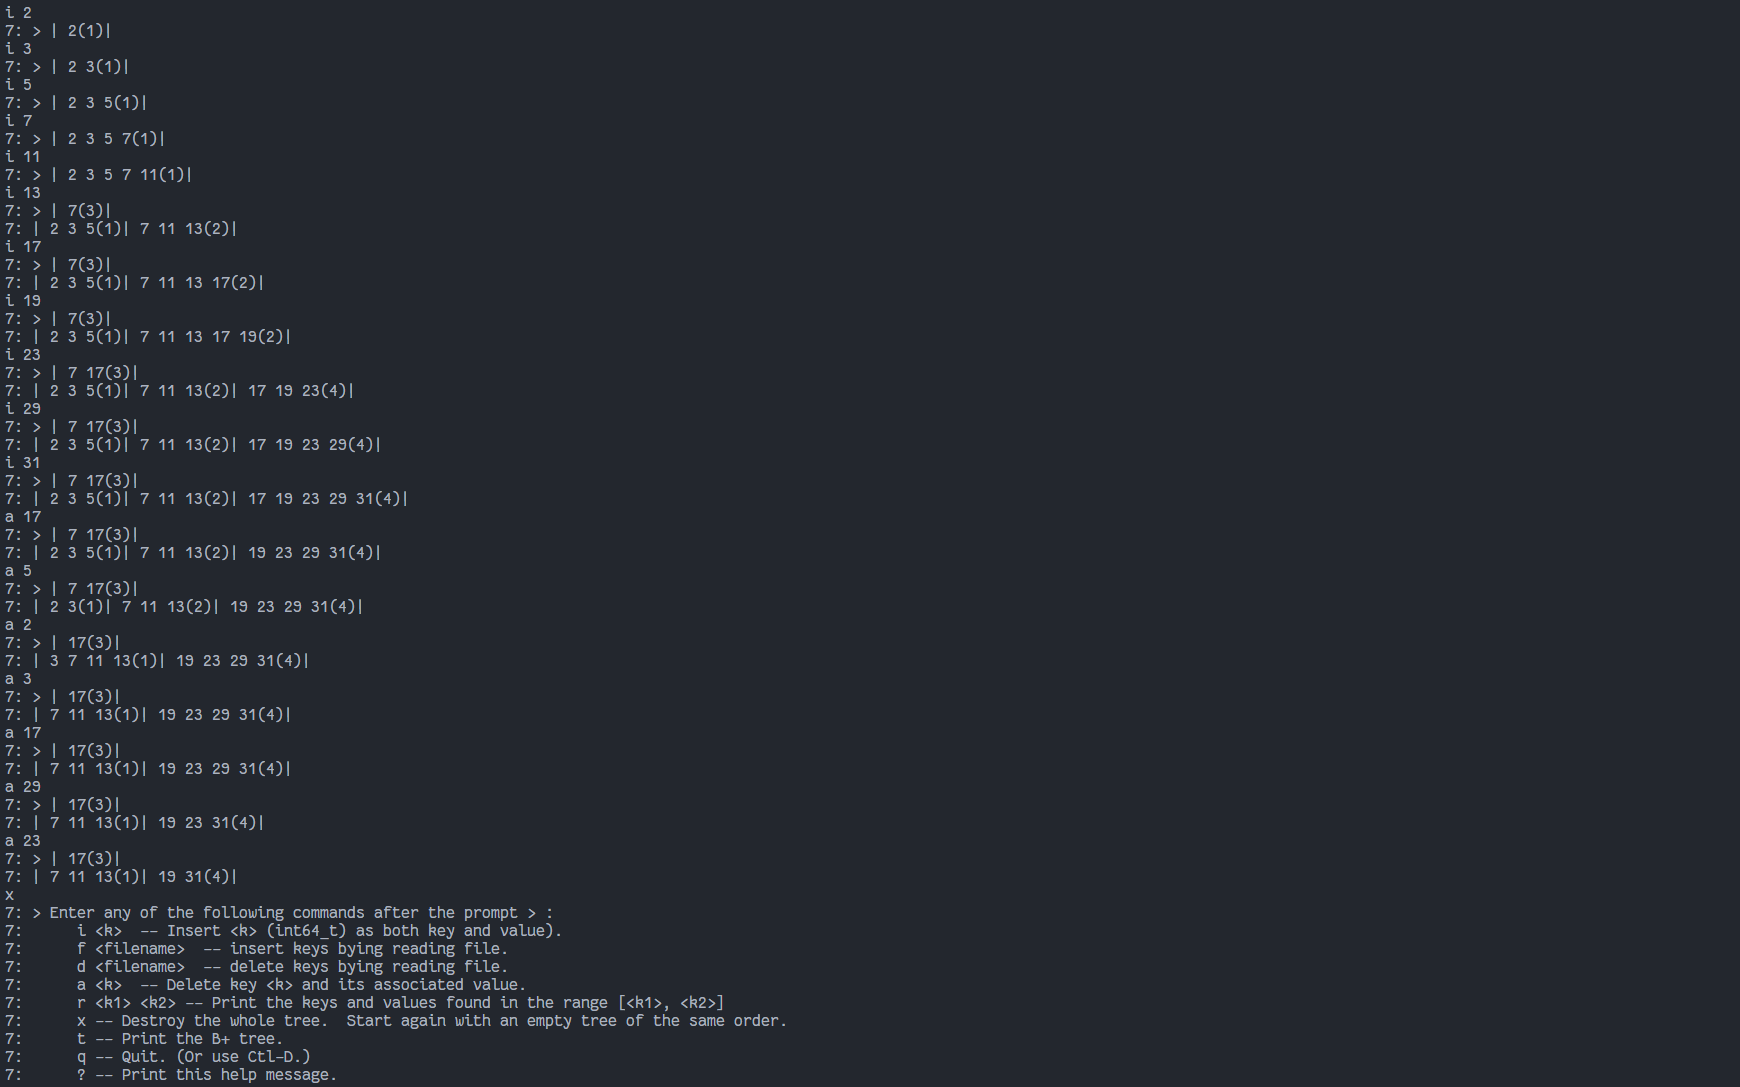 i 2
7: > | 2(1)|
i 3
7: > | 2 3(1)|
i 5
7: > | 2 3 5(1)|
i 7
7: > | 2 3 5 7(1)|
i 11
7: > | 2 3 5 7 11(1)|
i 13
7: > | 7(3)|
7: | 2 3 5(1)| 7 11 13(2)|
i 17
7: > | 7(3)|
7: | 2 3 5(1)| 7 11 13 17(2)|
i 19
7: > | 7(3)|
7: | 2 3 5(1)| 7 11 13 17 19(2)|
i 23
7: > | 7 17(3)|
7: | 2 3 5(1)| 7 11 13(2)| 17 19 23(4)|
i 29
7: > | 7 17(3)|
7: | 2 3 5(1)| 7 11 13(2)| 17 19 23 29(4)|
i 31
7: > | 7 17(3)|
7: | 2 3 5(1)| 7 11 13(2)| 17 19 23 29 31(4)|
a 17
7: > | 7 17(3)|
7: | 2 3 5(1)| 7 11 13(2)| 19 23 29 31(4)|
a 5
7: > | 7 17(3)|
7: | 2 3(1)| 7 11 13(2)| 19 23 29 31(4)|
a 2
7: > | 17(3)|
7: | 3 7 11 13(1)| 19 23 29 31(4)|
a 3
7: > | 17(3)|
7: | 7 11 13(1)| 19 23 29 31(4)|
a 17
7: > | 17(3)|
7: | 7 11 13(1)| 19 23 29 31(4)|
a 29
7: > | 17(3)|
7: | 7 11 13(1)| 19 23 31(4)|
a 23
7: > | 17(3)|
7: | 7 11 13(1)| 19 31(4)|
x
7: > Enter any of the following commands after the prompt > :
7:      i <k>  -- Insert <k> (int64_t) as both key and value).
7:      f <filename>  -- insert keys bying reading file.
7:      d <filename>  -- delete keys bying reading file.
7:      a <k>  -- Delete key <k> and its associated value.
7:      r <k1> <k2> -- Print the keys and values found in the range [<k1>, <k2>]
7:      x -- Destroy the whole tree.  Start again with an empty tree of the same order.
7:      t -- Print the B+ tree.
7:      q -- Quit. (Or use Ctl-D.)
7:      ? -- Print this help message.